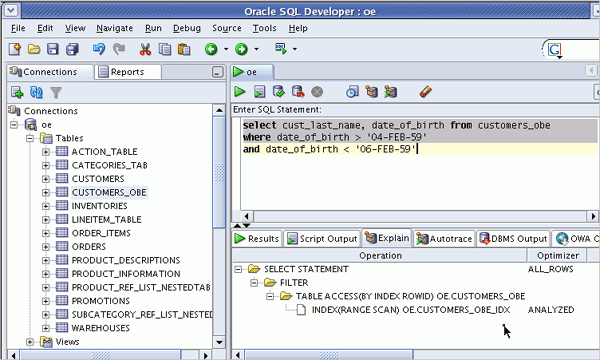 Oracle SQL Developer : oe
File Edit View Navigate Run Debug Source Tools Help
G
Connections Reports
oe
Connections
oe
Tables
ACTION_TABLE
CATEGORIES_TAB
CUSTOMERS
CUSTOMERS_OBE
INVENTORIES
LINEITEM_TABLE
ORDER_ITEMS
ORDERS
PRODUCT_DESCRIPTIONS
PRODUCT_INFORMATION
PRODUCT_REF_LIST_NESTEDTAB
PROMOTIONS
SUBCATEGORY_REF_LIST_NESTED
WAREHOUSES
Views
Enter SQL Statement:
select cust_last_name, date_of_birth from customers_obe
where date_of_birth > '04-FEB-59'
and date_of_birth < '06-FEB-59'
Results Script Output Explain Autotrace DBMS Output OWA O
Operation Optimizer
SELECT STATEMENT ALL_ROWS
FILTER
TABLE ACCESS(BY INDEX ROWID) OE.CUSTOMERS_OBE
INDEX(RANGE SCAN) OE.CUSTOMERS_OBE_IDX ANALYZED